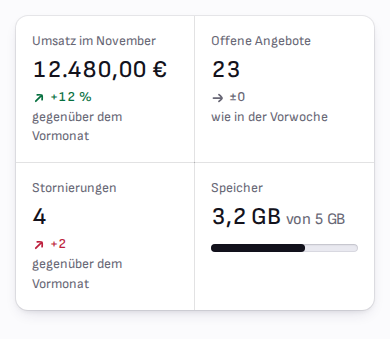 Umsatz im November
12.480,00 €
+12 %
gegenüber dem
Vormonat
Offene Angebote
23
±0
wie in der Vorwoche
Stornierungen
4
+2
gegenüber dem
Vormonat
Speicher
3,2 GB von 5 GB